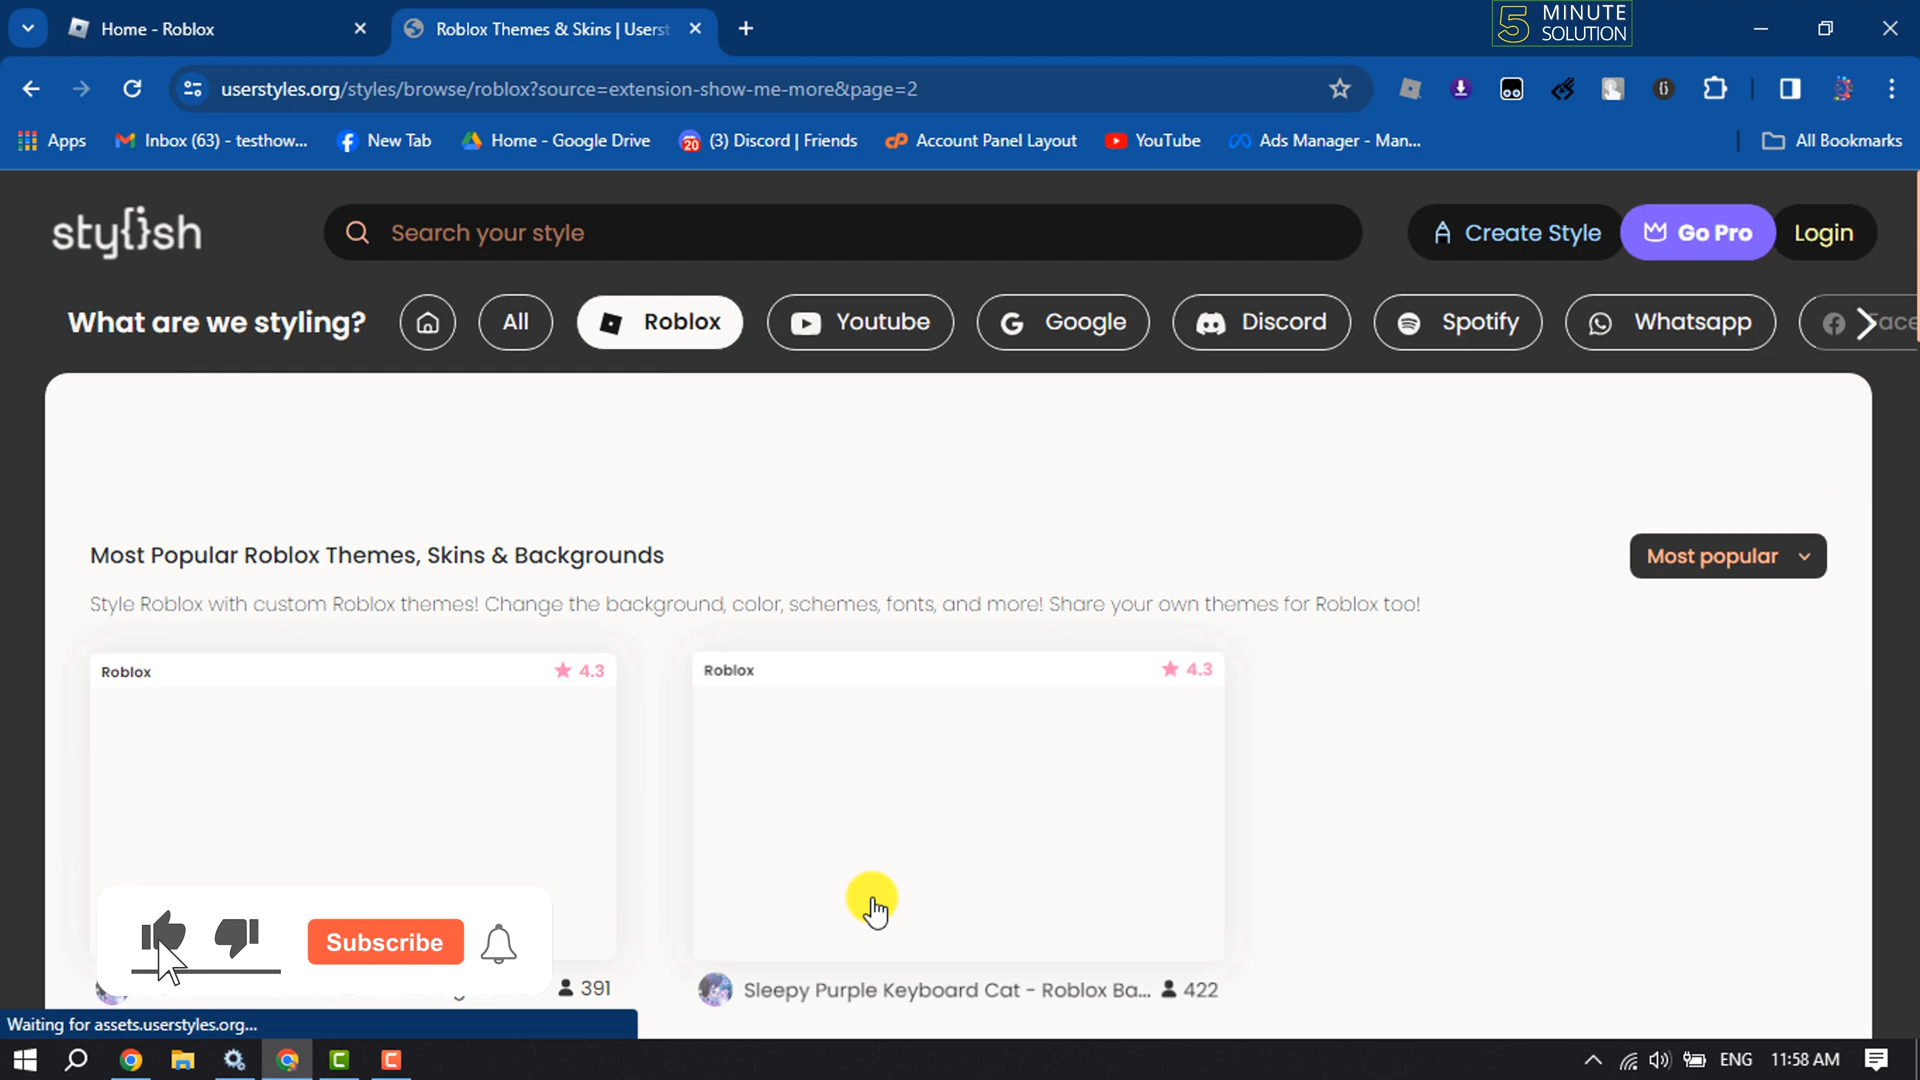 Home - Roblox
Roblox Themes & Skins | Userst
5 MINUTE SOLUTION
userstyles.org/styles/browse/roblox?source=extension-show-me-more&page=2
Apps
Inbox (63) - testhow...
New Tab
Home - Google Drive
20
(3) Discord | Friends
Account Panel Layout
YouTube
Ads Manager - Man...
All Bookmarks
sty{}ish
Search your style
Create Style
Go Pro
Login
What are we styling?
All
Roblox
Youtube
Google
Discord
Spotify
Whatsapp
Face
Most Popular Roblox Themes, Skins & Backgrounds
Most popular
Style Roblox with custom Roblox themes! Change the background, color, schemes, fonts, and more! Share your own themes for Roblox too!
Roblox
4.3
Roblox
4.3
Subscribe
391
Sleepy Purple Keyboard Cat - Roblox Ba...
422
Waiting for assets.userstyles.org...
ENG
11:58 AM